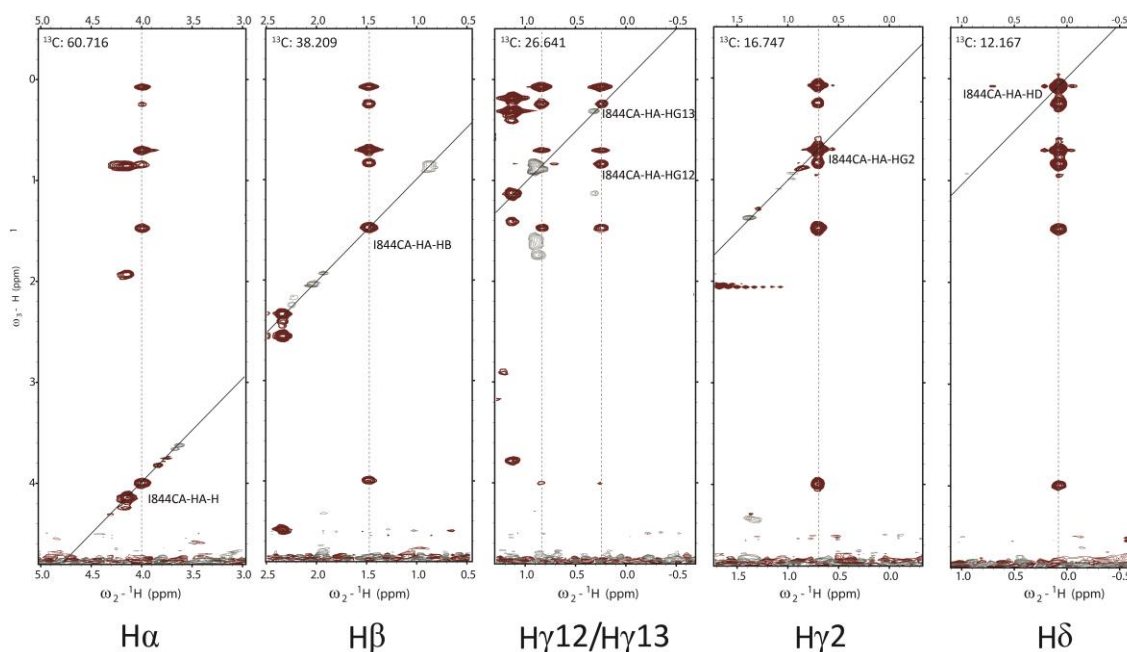 5.0 4.5 4.0 3.5 3.0
2.5 2.0 1.5 1.0 0.5
1.0 0.5 0.0 -0.5
1.5 1.0 0.5 0.0
1.0 0.5 0.0 -0.5
¹³C: 60.716
¹³C: 38.209
¹³C: 26.641
¹³C: 16.747
¹³C: 12.167
0
1
2
3
4
ω₃ - ¹H (ppm)
I844CA-HA-H
I844CA-HA-HB
I844CA-HA-HG13
I844CA-HA-HG12
I844CA-HA-HG2
I844CA-HA-HD
5.0 4.5 4.0 3.5 3.0
2.5 2.0 1.5 1.0 0.5
1.0 0.5 0.0 -0.5
1.5 1.0 0.5 0.0
1.0 0.5 0.0 -0.5
ω₂ - ¹H (ppm)
ω₂ - ¹H (ppm)
ω₂ - ¹H (ppm)
ω₂ - ¹H (ppm)
ω₂ - ¹H (ppm)
Hα
Hβ
Hγ12/Hγ13
Hγ2
Hδ